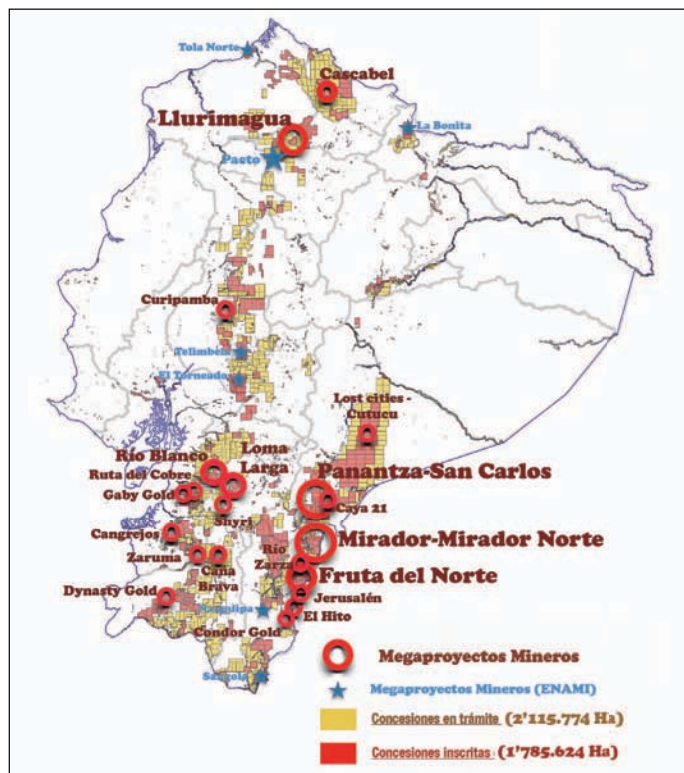 Tola Norte
Cascabel
Llurimagua
La Bonita
Pacto
Curipamba
Telimbela
El Torneado
Lost cities -
Cutucu
Río Blanco
Loma
Larga
Ruta del Cobre
Gaby Gold
Panantza-San Carlos
Caya 21
Shyri
Cangrejos
Río
Zarza
Mirador-Mirador Norte
Zaruma
Caña
Brava
Fruta del Norte
Dynasty Gold
Jerusalén
El Hito
Condor Gold
Megaproyectos Mineros
Megaproyectos Mineros (ENAMI)
Concesiones en trámite (2'115.774 Ha)
Concesiones inscritas (1'785.624 Ha)